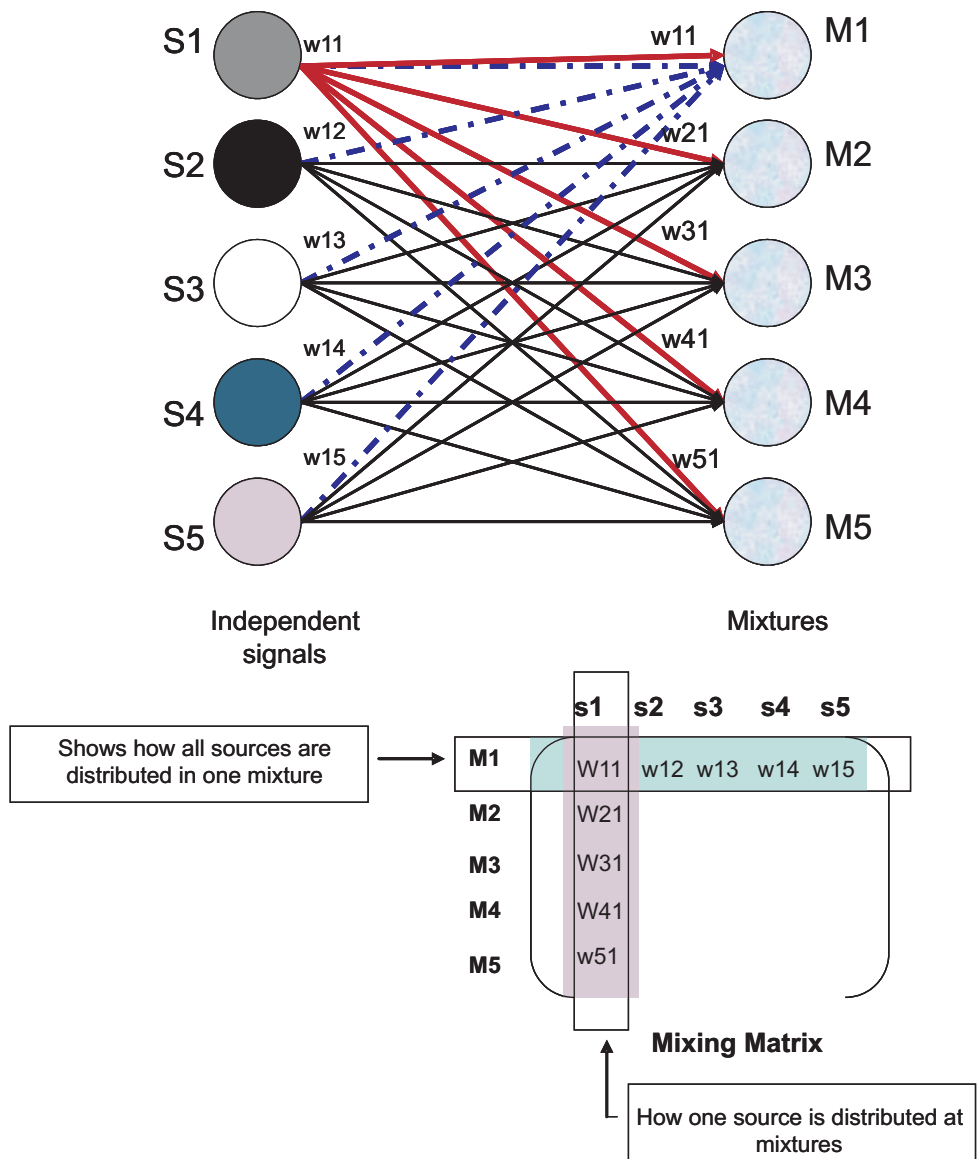 S1
w11
w11
M1
S2
w12
w21
M2
S3
w13
w31
M3
S4
w14
w41
M4
S5
w15
w51
M5
Independent
signals
Mixtures
s1 s2 s3 s4 s5
Shows how all sources are
distributed in one mixture
M1 W11 w12 w13 w14 w15
M2 W21
M3 W31
M4 W41
M5 w51
Mixing Matrix
How one source is distributed at
mixtures